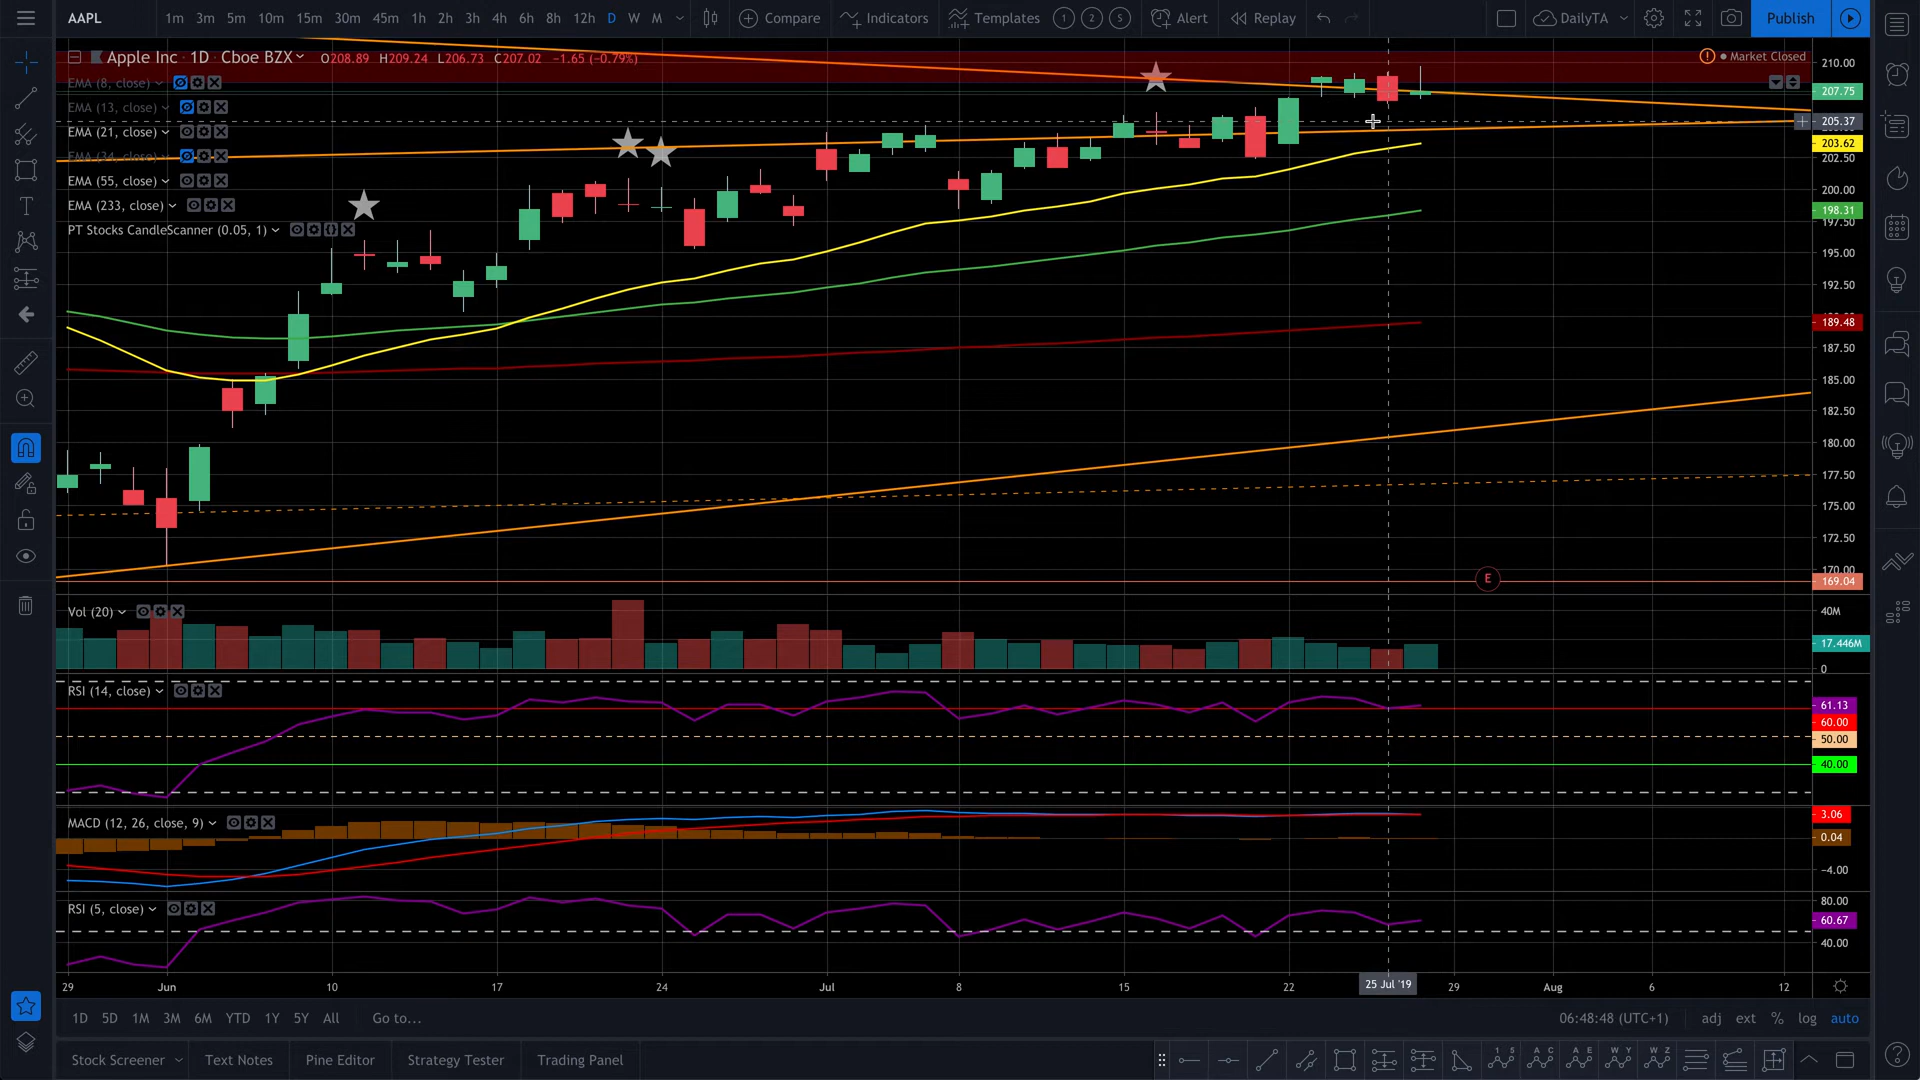 AAPL 1m 3m 5m 10m 15m 30m 45m 1h 2h 3h 4h 6h 8h 12h D W M Compare Indicators Templates 1 2 5 Alert Replay DailyTA Publish
Apple Inc 1D Cboe BZX O208.89 H209.24 L206.73 C207.02 −1.65 (−0.79%)
Market Closed
EMA (8, close)
EMA (13, close)
EMA (21, close)
EMA (34, close)
EMA (55, close)
EMA (233, close)
PT Stocks CandleScanner (0.05, 1)
210.00
207.75
205.37
203.62
202.50
200.00
198.31
197.50
195.00
192.50
189.48
187.50
185.00
182.50
180.00
177.50
175.00
172.50
170.00
169.04
E
Vol (20)
40M
17.446M
0
RSI (14, close)
61.13
60.00
50.00
40.00
MACD (12, 26, close, 9)
3.06
0.04
−4.00
RSI (5, close)
80.00
60.67
40.00
29 Jun 10 17 24 Jul 8 15 22 25 Jul '19 29 Aug 6 12
1D 5D 1M 3M 6M YTD 1Y 5Y All Go to... 06:48:48 (UTC+1) adj ext % log auto
Stock Screener Text Notes Pine Editor Strategy Tester Trading Panel